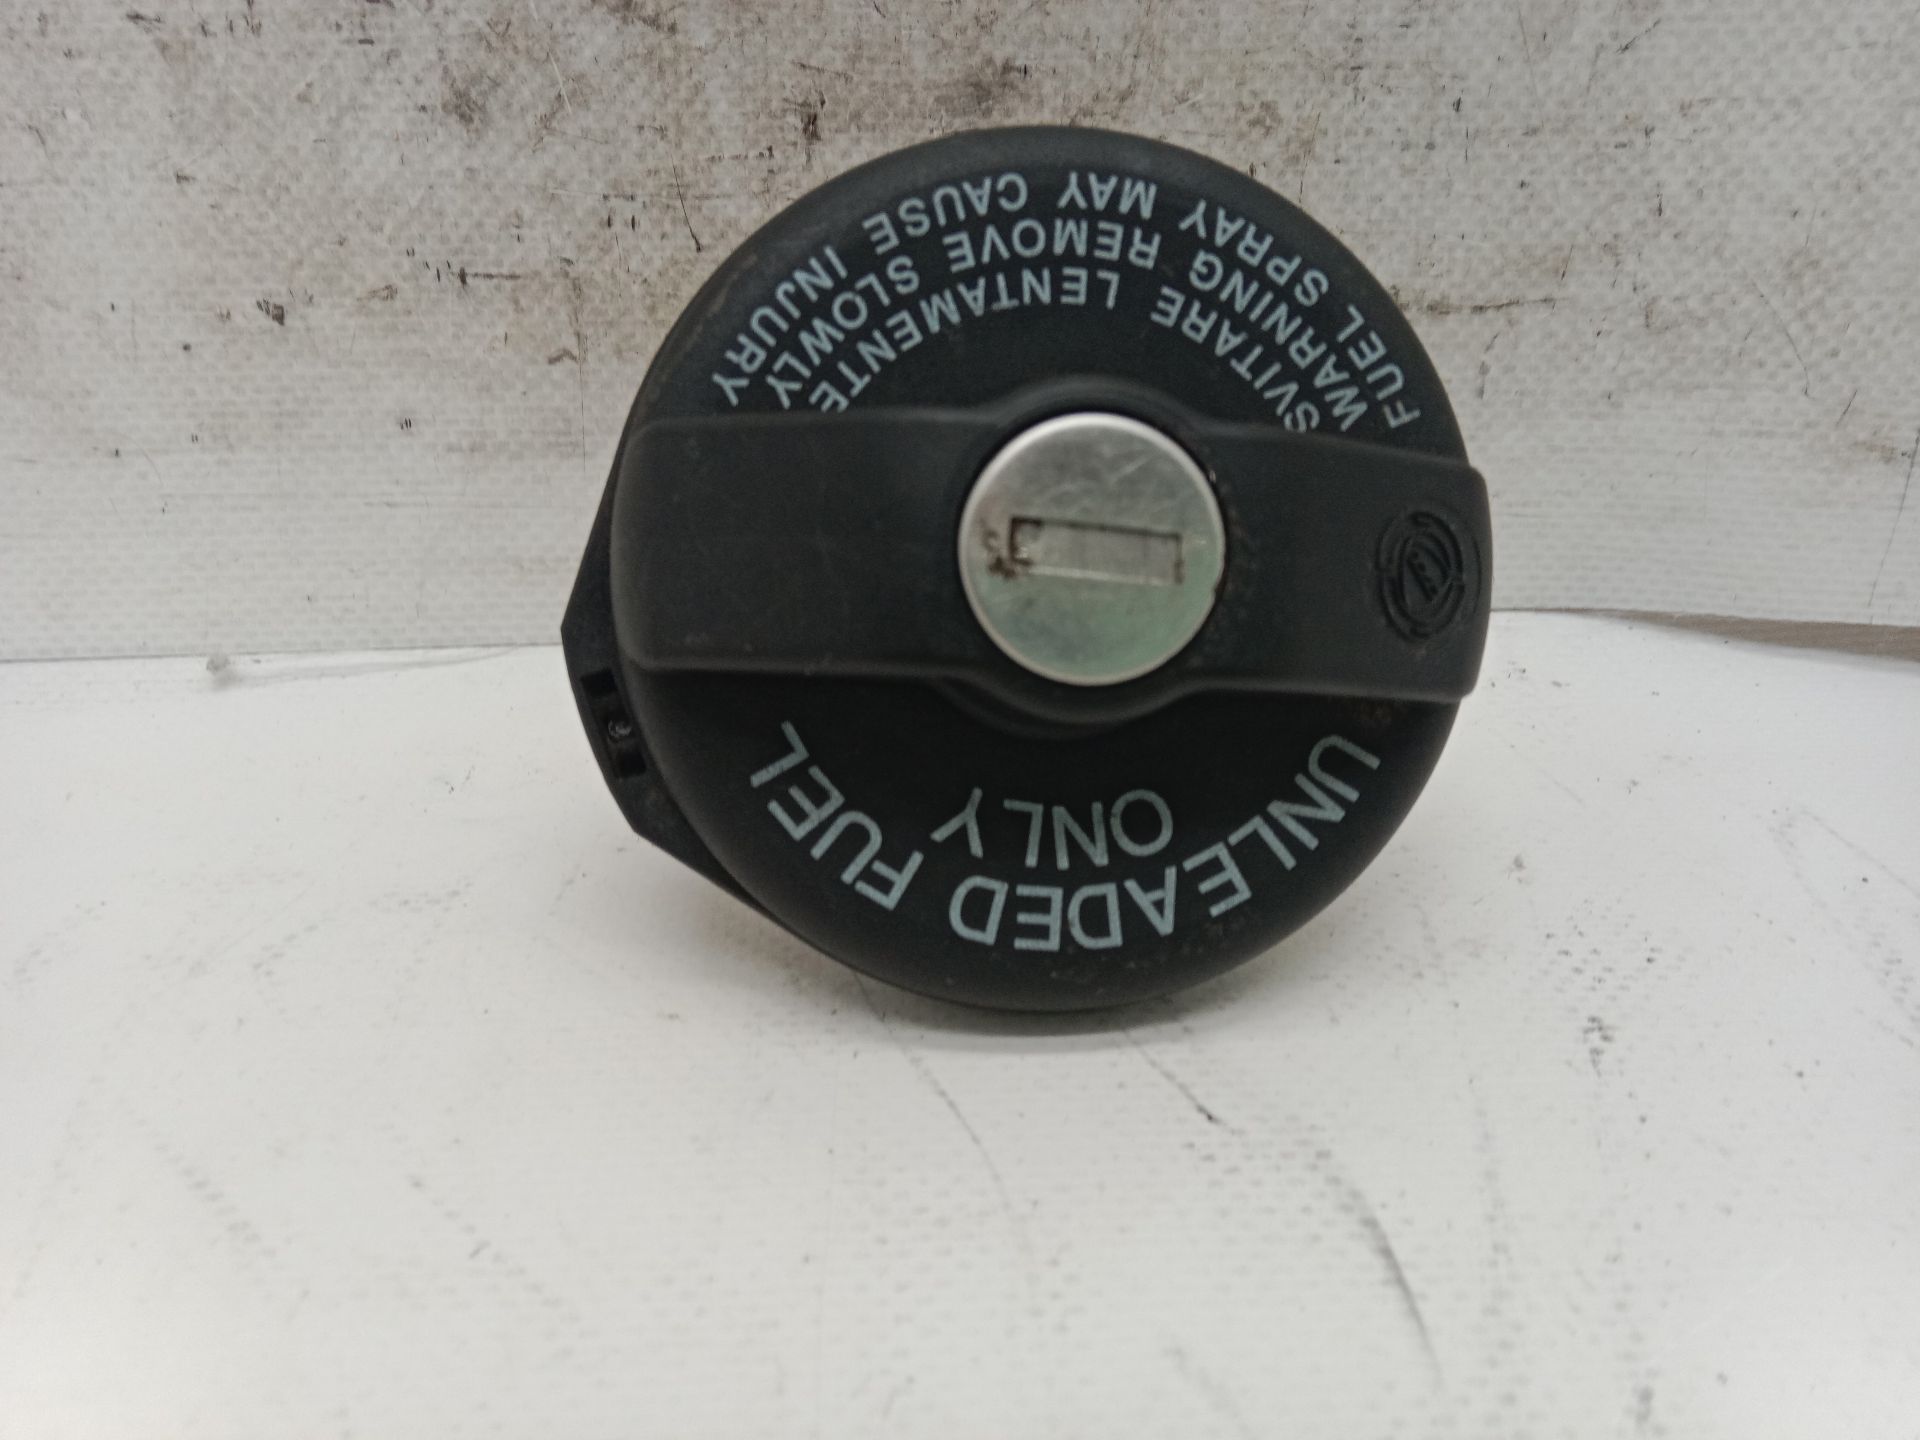 UNLEADED FUEL
ONLY
SVITARE LENTAMENTE
WARNING REMOVE SLOWLY
FUEL SPRAY MAY CAUSE INJURY